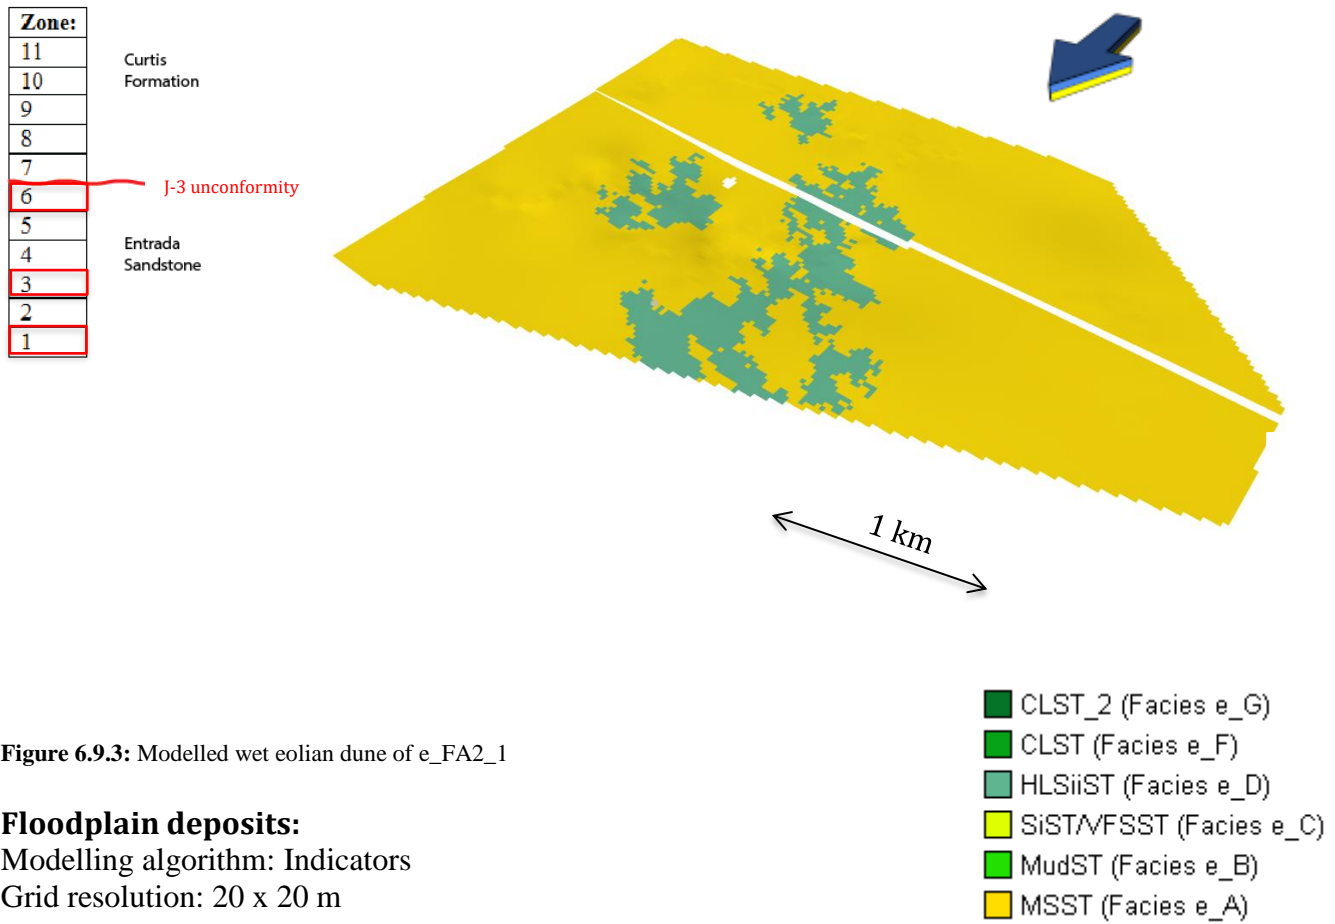 Zone:
11
10
9
8
7
6
5
4
3
2
1
Curtis
Formation
J-3 unconformity
Entrada
Sandstone
1 km
CLST_2 (Facies e_G)
CLST (Facies e_F)
HLSiiST (Facies e_D)
SiST/VFSST (Facies e_C)
MudST (Facies e_B)
MSST (Facies e_A)
Figure 6.9.3: Modelled wet eolian dune of e_FA2_1
Floodplain deposits:
Modelling algorithm: Indicators
Grid resolution: 20 x 20 m